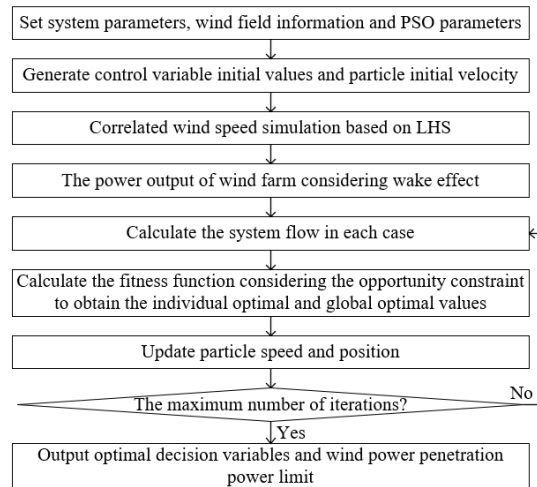 Set system parameters, wind field information and PSO parameters
Generate control variable initial values and particle initial velocity
Correlated wind speed simulation based on LHS
The power output of wind farm considering wake effect
Calculate the system flow in each case
Calculate the fitness function considering the opportunity constraint
to obtain the individual optimal and global optimal values
Update particle speed and position
The maximum number of iterations?
No
Yes
Output optimal decision variables and wind power penetration
power limit